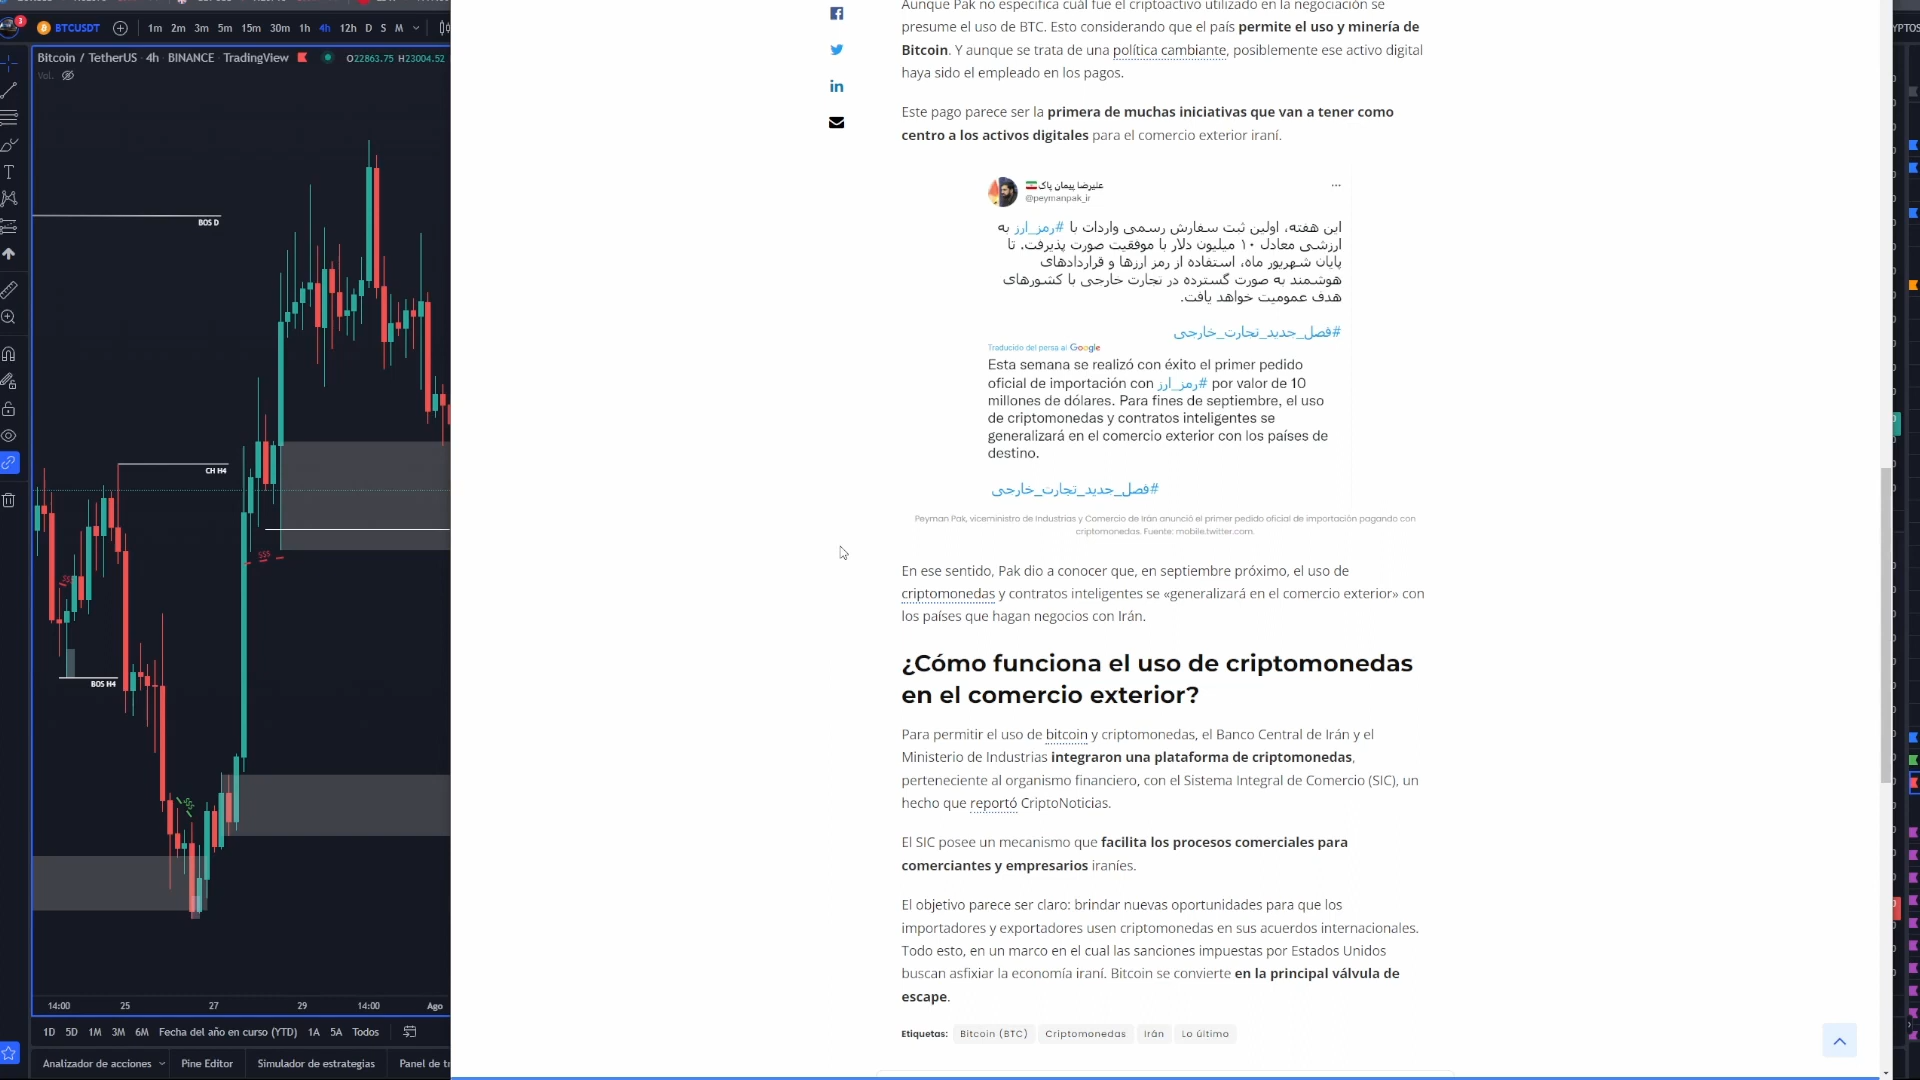 3
BTCUSDT
1m 2m 3m 5m 15m 30m 1h 4h 12h D S M
Bitcoin / TetherUS · 4h · BINANCE · TradingView
O22863.75 H23004.52
Vol.
BOS D
CH H4
$$$
$$$
BOS H4
$$$
14:00 25 27 29 14:00 Ago
1D 5D 1M 3M 6M Fecha del año en curso (YTD) 1A 5A Todos
Analizador de acciones Pine Editor Simulador de estrategias Panel de t
Aunque Pak no especifica cuál fue el criptoactivo utilizado en la negociación se
presume el uso de BTC. Esto considerando que el país permite el uso y minería de
Bitcoin. Y aunque se trata de una política cambiante, posiblemente ese activo digital
haya sido el empleado en los pagos.
Este pago parece ser la primera de muchas iniciativas que van a tener como
centro a los activos digitales para el comercio exterior iraní.
علیرضا پیمان پاک
@peymanpak_ir
این هفته، اولین ثبت سفارش رسمی واردات با #رمز_ارز به
ارزشی معادل ۱۰ میلیون دلار با موفقیت صورت پذیرفت. تا
پایان شهریور ماه، استفاده از رمز ارزها و قراردادهای
هوشمند به صورت گسترده در تجارت خارجی با کشورهای
هدف عمومیت خواهد یافت.
#فصل_جدید_تجارت_خارجی
Traducido del persa al Google
Esta semana se realizó con éxito el primer pedido
oficial de importación con #رمز_ارز por valor de 10
millones de dólares. Para fines de septiembre, el uso
de criptomonedas y contratos inteligentes se
generalizará en el comercio exterior con los países de
destino.
#فصل_جدید_تجارت_خارجی
Peyman Pak, viceministro de Industrias y Comercio de Irán anunció el primer pedido oficial de importación pagando con
criptomonedas. Fuente: mobile.twitter.com.
En ese sentido, Pak dio a conocer que, en septiembre próximo, el uso de
criptomonedas y contratos inteligentes se «generalizará en el comercio exterior» con
los países que hagan negocios con Irán.
¿Cómo funciona el uso de criptomonedas
en el comercio exterior?
Para permitir el uso de bitcoin y criptomonedas, el Banco Central de Irán y el
Ministerio de Industrias integraron una plataforma de criptomonedas,
perteneciente al organismo financiero, con el Sistema Integral de Comercio (SIC), un
hecho que reportó CriptoNoticias.
El SIC posee un mecanismo que facilita los procesos comerciales para
comerciantes y empresarios iraníes.
El objetivo parece ser claro: brindar nuevas oportunidades para que los
importadores y exportadores usen criptomonedas en sus acuerdos internacionales.
Todo esto, en un marco en el cual las sanciones impuestas por Estados Unidos
buscan asfixiar la economía iraní. Bitcoin se convierte en la principal válvula de
escape.
Etiquetas: Bitcoin (BTC) Criptomonedas Irán Lo último